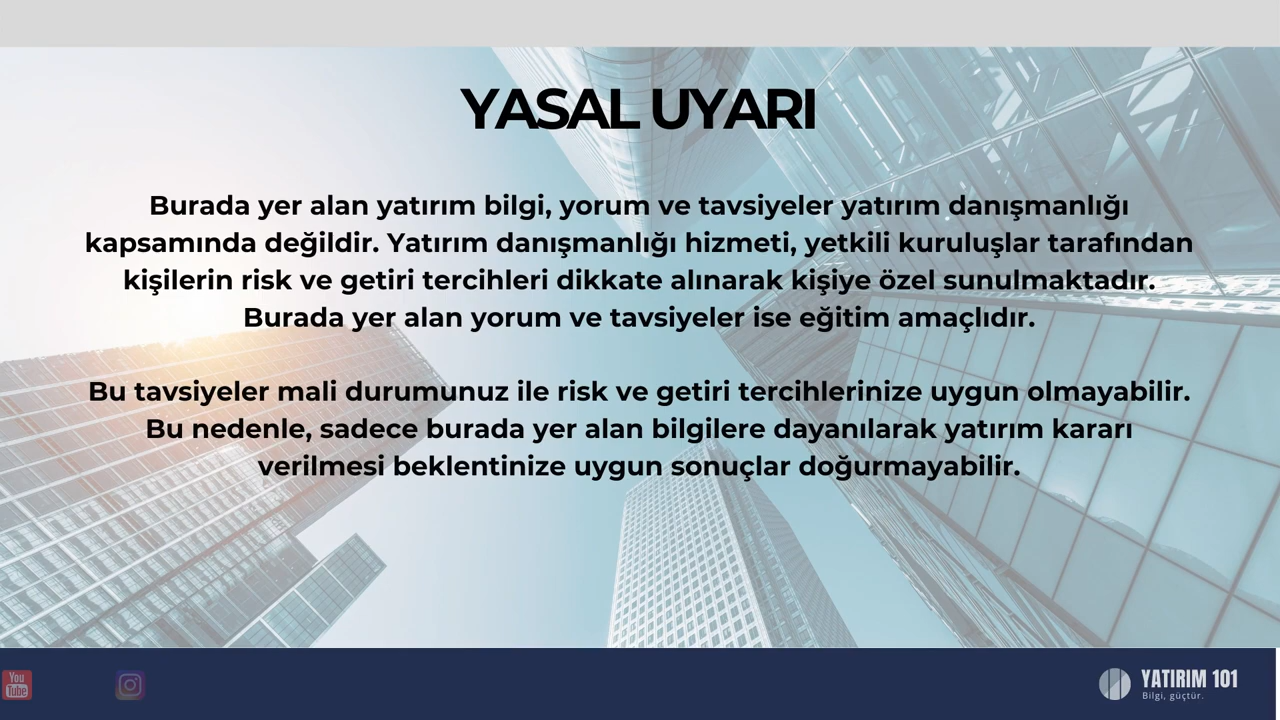 YASAL UYARI
Burada yer alan yatırım bilgi, yorum ve tavsiyeler yatırım danışmanlığı
kapsamında değildir. Yatırım danışmanlığı hizmeti, yetkili kuruluşlar tarafından
kişilerin risk ve getiri tercihleri dikkate alınarak kişiye özel sunulmaktadır.
Burada yer alan yorum ve tavsiyeler ise eğitim amaçlıdır.
Bu tavsiyeler mali durumunuz ile risk ve getiri tercihlerinize uygun olmayabilir.
Bu nedenle, sadece burada yer alan bilgilere dayanılarak yatırım kararı
verilmesi beklentinize uygun sonuçlar doğurmayabilir.
You
Tube
YATIRIM 101
Bilgi, güçtür.